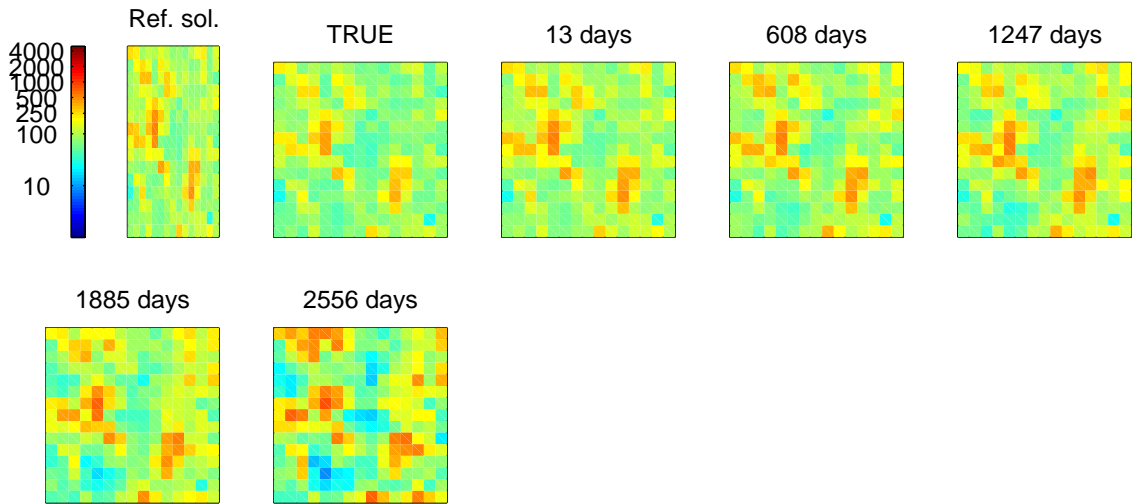 Ref. sol.
TRUE
13 days
608 days
1247 days
4000
2000
1000
500
250
100
10
1885 days
2556 days